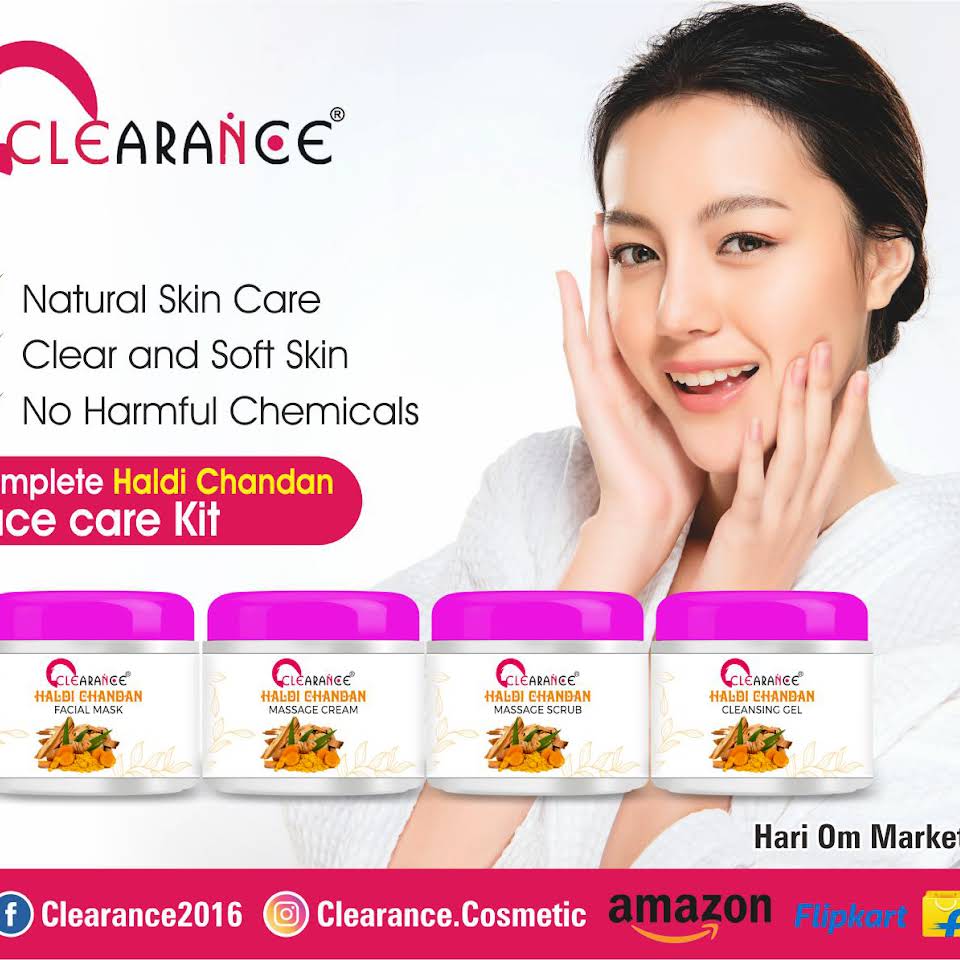 CLEARANCE®
Natural Skin Care
Clear and Soft Skin
No Harmful Chemicals
mplete Haldi Chandan
ce care Kit
CLEARANCE®
HALDI CHANDAN
FACIAL MASK
CLEARANCE®
HALDI CHANDAN
MASSAGE CREAM
CLEARANCE®
HALDI CHANDAN
MASSAGE SCRUB
CLEARANCE®
HALDI CHANDAN
CLEANSING GEL
Hari Om Market
f Clearance2016 Clearance.Cosmetic amazon Flipkart f